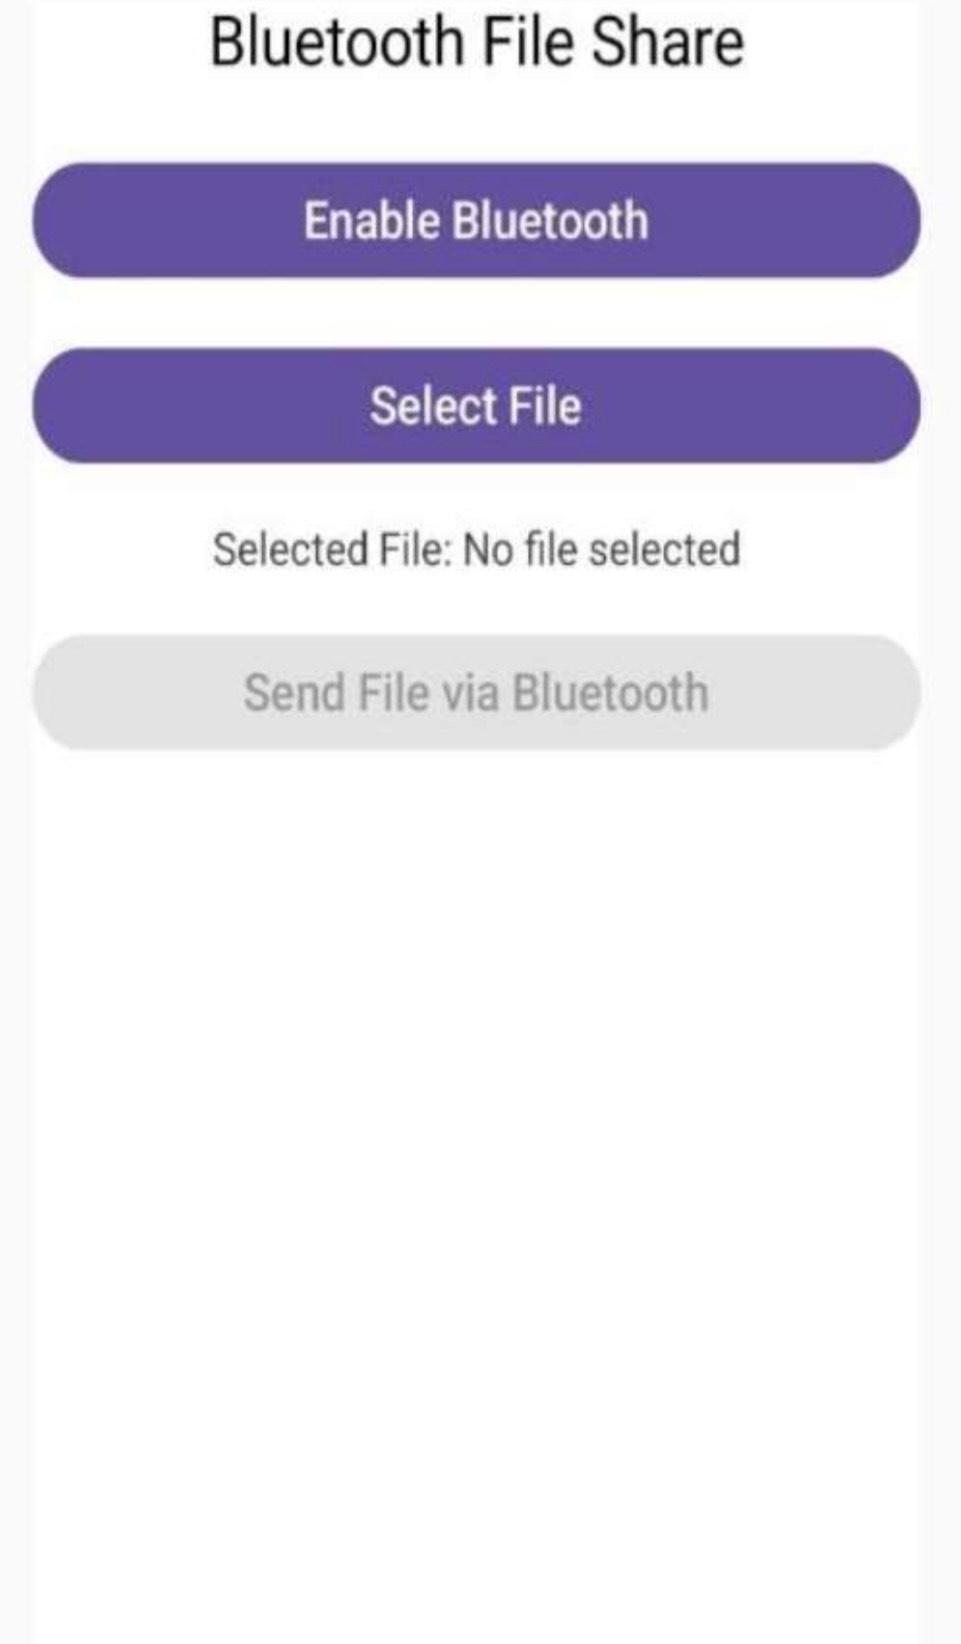 Bluetooth File Share
Enable Bluetooth
Select File
Selected File: No file selected
Send File via Bluetooth